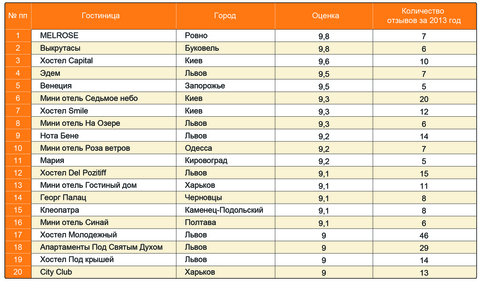 № пп Гостиница Город Оценка Количество отзывов за 2013 год
1 MELROSE Ровно 9,8 7
2 Выкрутасы Буковель 9,8 6
3 Хостел Capital Киев 9,6 10
4 Эдем Львов 9,5 7
5 Венеция Запорожье 9,5 5
6 Мини отель Седьмое небо Киев 9,3 20
7 Хостел Smile Киев 9,3 12
8 Мини отель На Озере Львов 9,3 6
9 Нота Бене Львов 9,2 14
10 Мини отель Роза ветров Одесса 9,2 7
11 Мария Кировоград 9,2 5
12 Хостел Del Pozitiff Львов 9,1 15
13 Мини отель Гостиный дом Харьков 9,1 11
14 Георг Палац Черновцы 9,1 8
15 Клеопатра Каменец-Подольский 9,1 8
16 Мини отель Синай Полтава 9,1 6
17 Хостел Молодежный Львов 9 46
18 Апартаменты Под Святым Духом Львов 9 29
19 Хостел Под крышей Львов 9 14
20 City Club Харьков 9 13